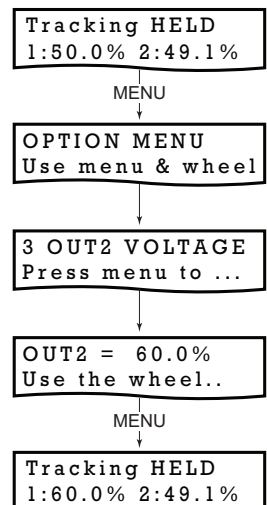 Tracking HELD
1:50.0% 2:49.1%
MENU
OPTION MENU
Use menu & wheel
3 OUT2 VOLTAGE
Press menu to ...
OUT2 = 60.0%
Use the wheel..
MENU
Tracking HELD
1:60.0% 2:49.1%